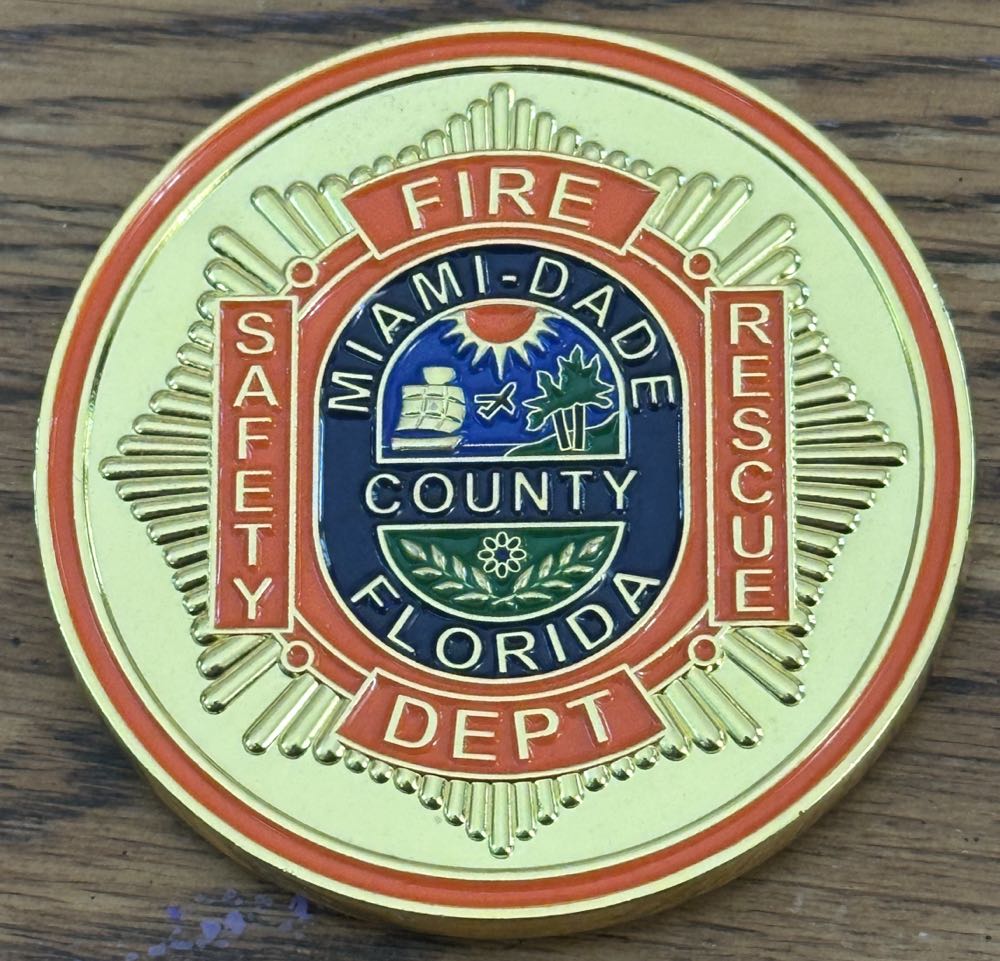 FIRE
SAFETY
RESCUE
MIAMI-DADE
COUNTY
FLORIDA
DEPT